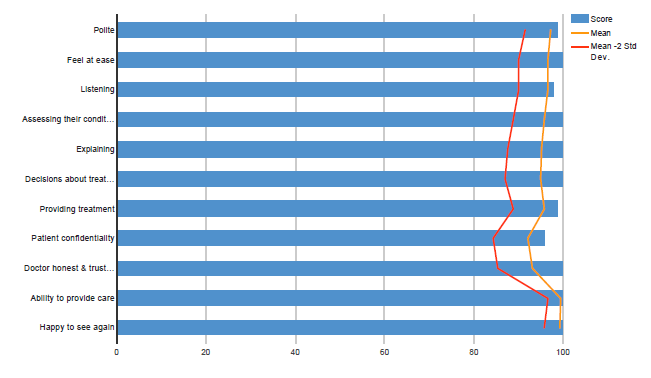 Polite
Feel at ease
Listening
Assessing their condit...
Explaining
Decisions about treat...
Providing treatment
Patient confidentiality
Doctor honest & trust...
Ability to provide care
Happy to see again
0 20 40 60 80 100
Score
Mean
Mean -2 Std
Dev.